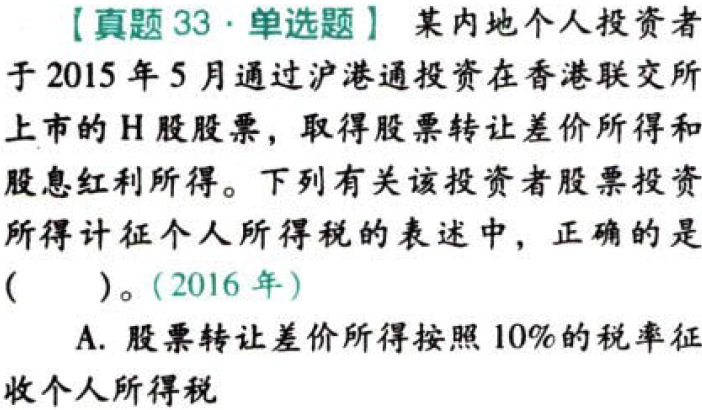 【真题 33 · 单选题】 某内地个人投资者
于 2015 年 5 月通过沪港通投资在香港联交所
上市的 H 股股票，取得股票转让差价所得和
股息红利所得。下列有关该投资者股票投资
所得计征个人所得税的表述中，正确的是
(　　)。(2016 年)
A. 股票转让差价所得按照 10%的税率征
收个人所得税